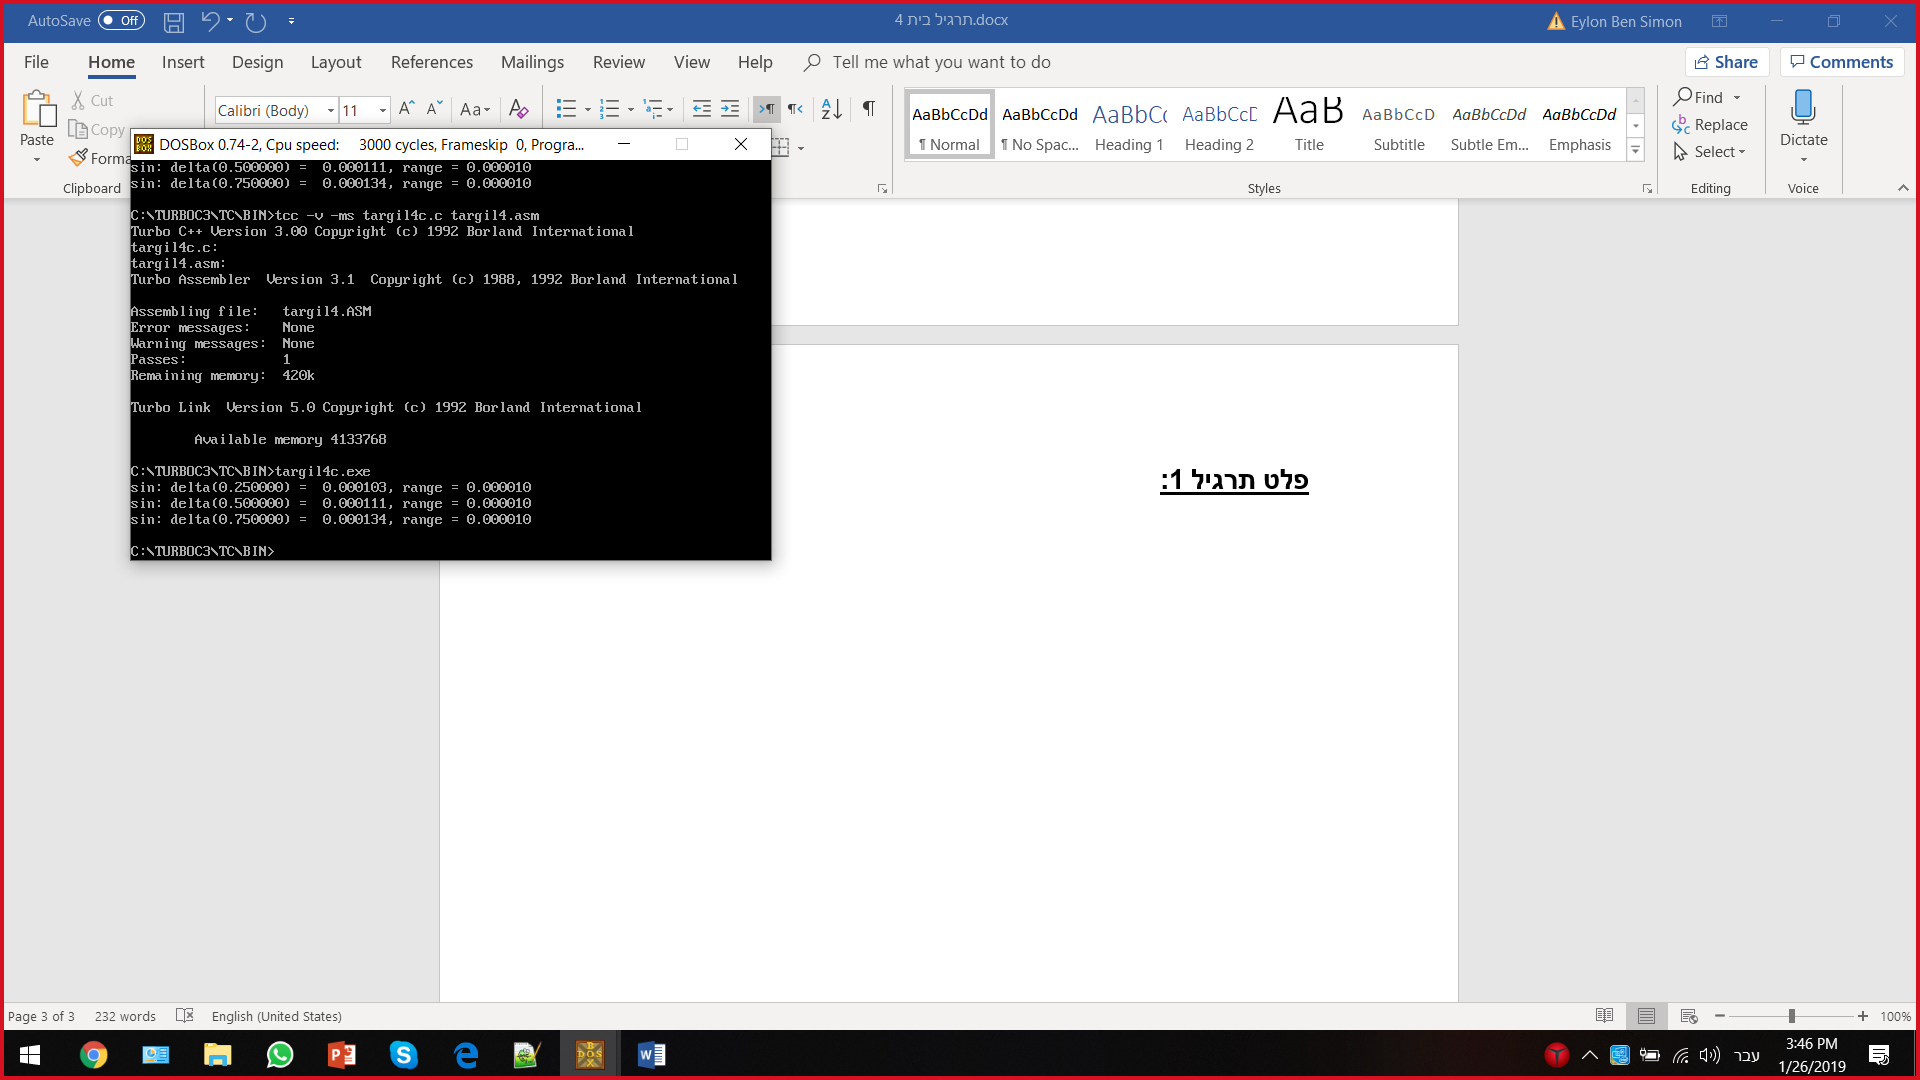 AutoSave Off
תרגיל בית 4.docx
Eylon Ben Simon
File Home Insert Design Layout References Mailings Review View Help Tell me what you want to do
Share Comments
Paste
Cut
Copy
Forma
Clipboard
Calibri (Body) 11
AaBbCcDd AaBbCcDd AaBbCc AaBbCcD AaB AaBbCcD AaBbCcDd AaBbCcDd
¶ Normal ¶ No Spac... Heading 1 Heading 2 Title Subtitle Subtle Em... Emphasis
Styles
Find
Replace
Select
Editing
Dictate
Voice
DOSBox 0.74-2, Cpu speed: 3000 cycles, Frameskip 0, Progra...
sin: delta(0.500000) = 0.000111, range = 0.000010
sin: delta(0.750000) = 0.000134, range = 0.000010
C:\TURBOC3\TC\BIN>tcc -v -ms targil4c.c targil4.asm
Turbo C++ Version 3.00 Copyright (c) 1992 Borland International
targil4c.c:
targil4.asm:
Turbo Assembler Version 3.1 Copyright (c) 1988, 1992 Borland International
Assembling file: targil4.ASM
Error messages: None
Warning messages: None
Passes: 1
Remaining memory: 420k
Turbo Link Version 5.0 Copyright (c) 1992 Borland International
Available memory 4133768
C:\TURBOC3\TC\BIN>targil4c.exe
sin: delta(0.250000) = 0.000103, range = 0.000010
sin: delta(0.500000) = 0.000111, range = 0.000010
sin: delta(0.750000) = 0.000134, range = 0.000010
C:\TURBOC3\TC\BIN>
פלט תרגיל 1:
Page 3 of 3 232 words English (United States) 100%
עבר
3:46 PM
1/26/2019